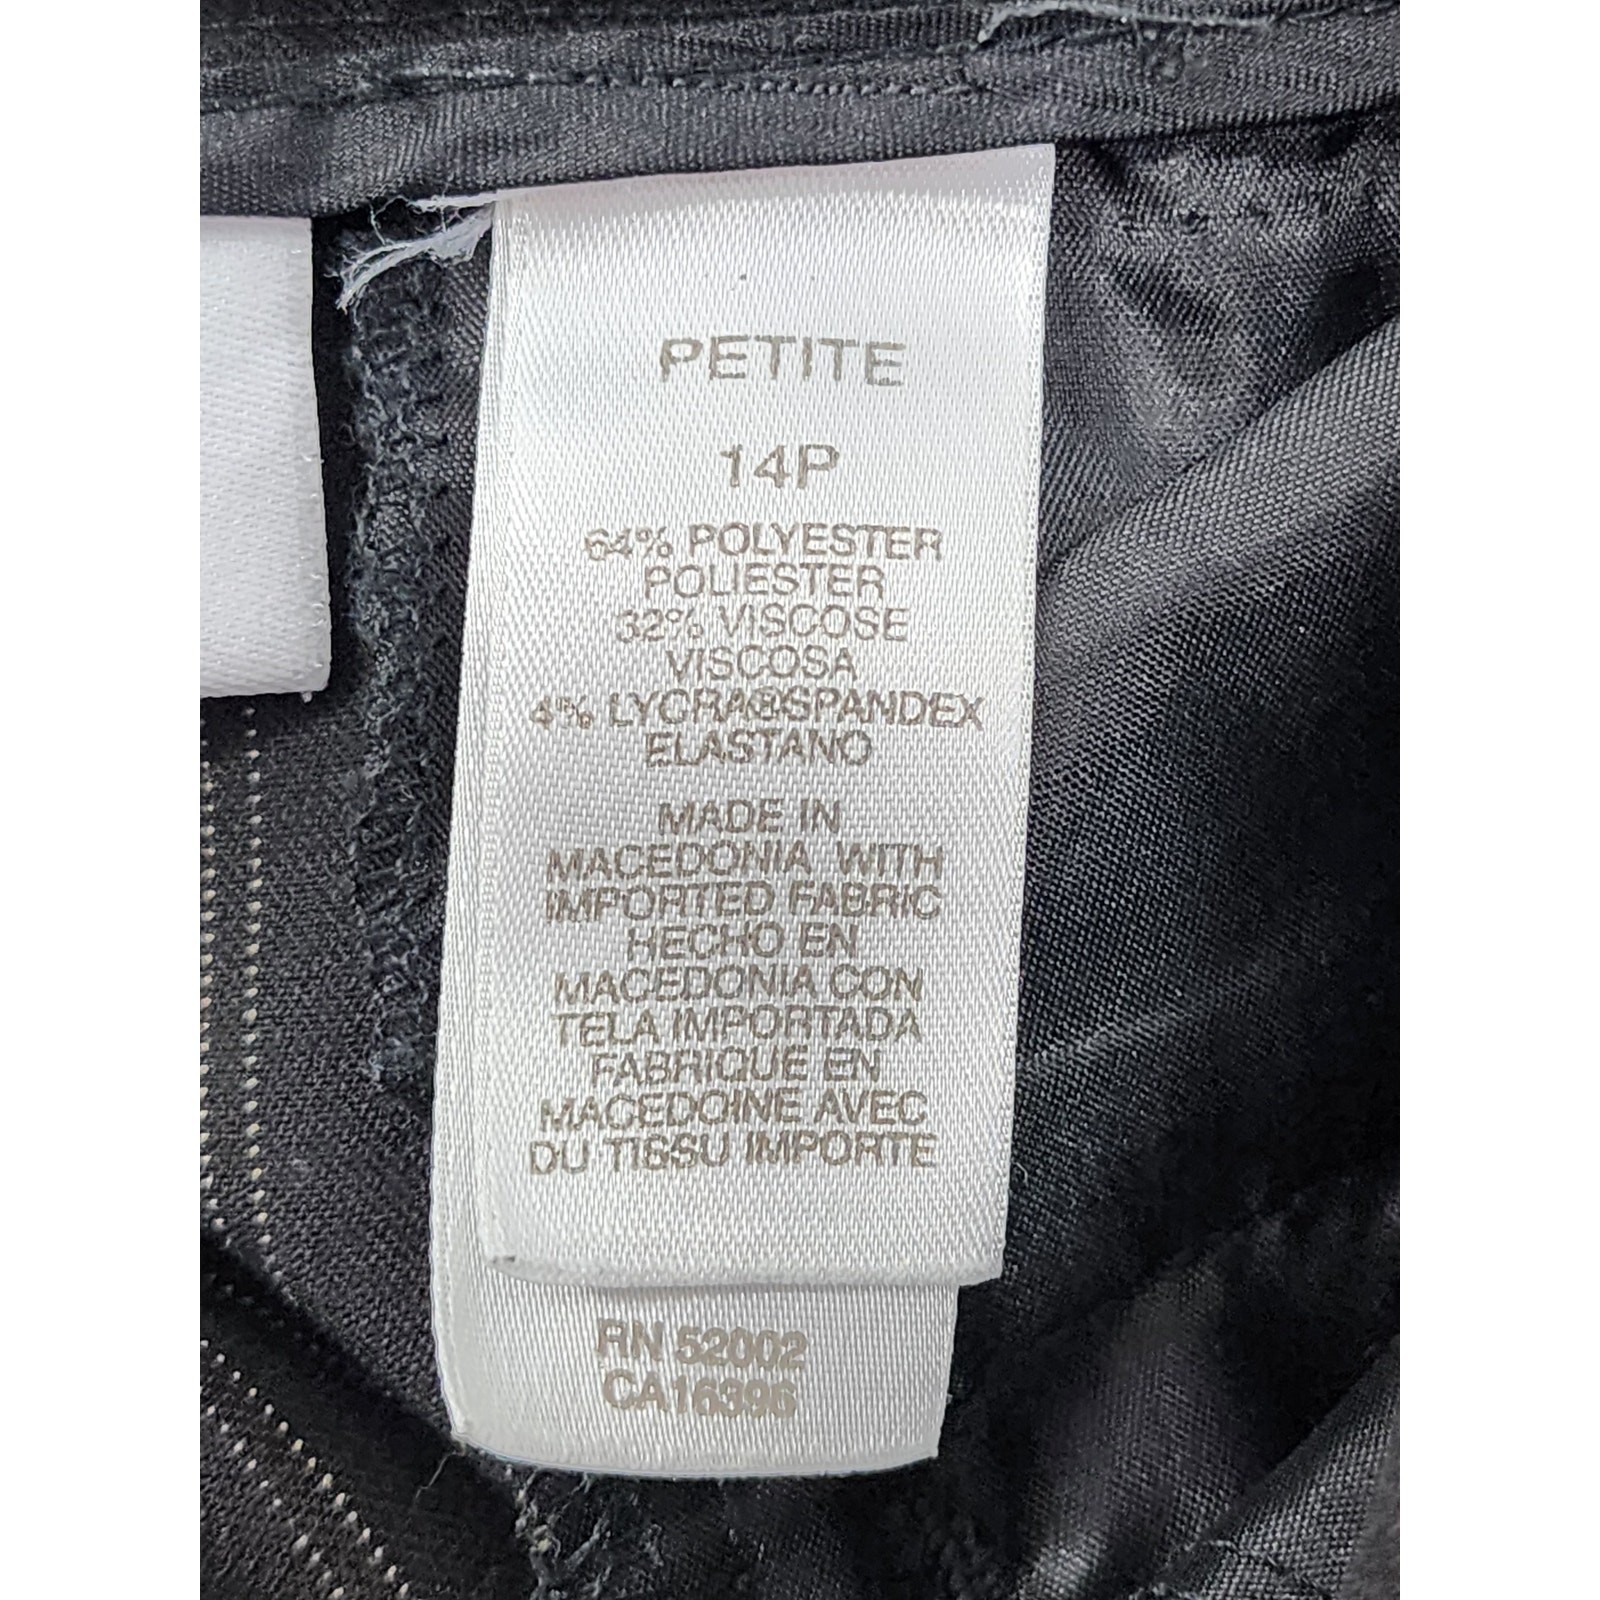 PETITE
14P
64% POLYESTER
POLIESTER
32% VISCOSE
VISCOSA
4% LYCRA®SPANDEX
ELASTANO
MADE IN
MACEDONIA WITH
IMPORTED FABRIC
HECHO EN
MACEDONIA CON
TELA IMPORTADA
FABRIQUE EN
MACEDOINE AVEC
DU TISSU IMPORTE
RN 52002
CA16396